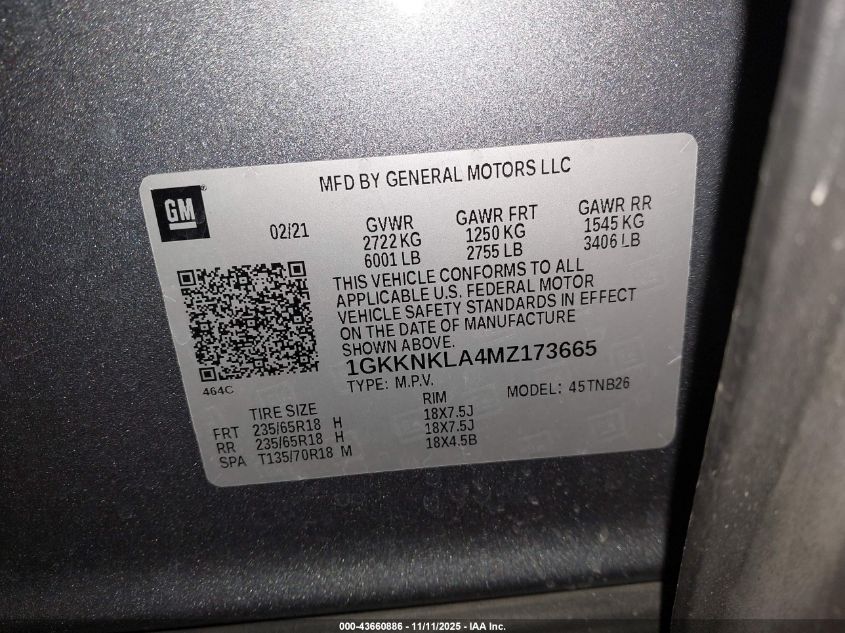 MFD BY GENERAL MOTORS LLC
GM
02/21
GVWR
2722 KG
6001 LB
GAWR FRT
1250 KG
2755 LB
GAWR RR
1545 KG
3406 LB
THIS VEHICLE CONFORMS TO ALL
APPLICABLE U.S. FEDERAL MOTOR
VEHICLE SAFETY STANDARDS IN EFFECT
ON THE DATE OF MANUFACTURE
SHOWN ABOVE.
464C
1GKKNKLA4MZ173665
TYPE: M.P.V.
MODEL: 45TNB26
TIRE SIZE RIM
FRT 235/65R18 H 18X7.5J
RR 235/65R18 H 18X7.5J
SPA T135/70R18 M 18X4.5B
000-43660886 - 11/11/2025 - IAA Inc.